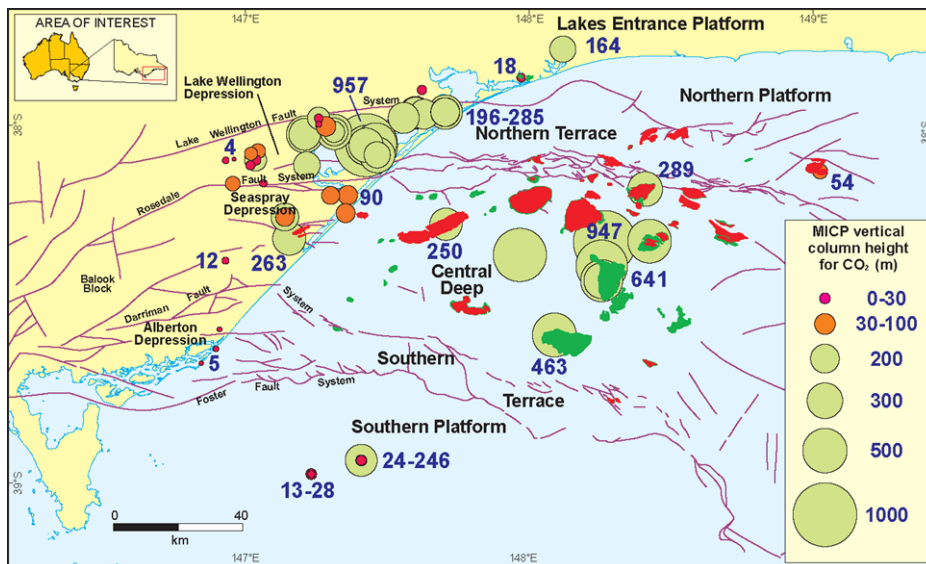 AREA OF INTEREST
147°E
148°E
149°E
Lakes Entrance Platform
164
18
Lake Wellington
Depression
957
Northern Platform
Lake Wellington Fault System
196-285
38°S
38°S
Northern Terrace
4
289
54
Rosedale Fault System
Seaspray
Depression
90
MICP vertical
column height
for CO₂ (m)
0-30
30-100
200
300
500
1000
250
947
12
263
Central
Deep
641
Balook
Block
Darriman Fault System
Alberton
Depression
463
5
Southern
Terrace
Foster Fault System
Southern Platform
24-246
13-28
39°S
39°S
0
40
km
147°E
148°E